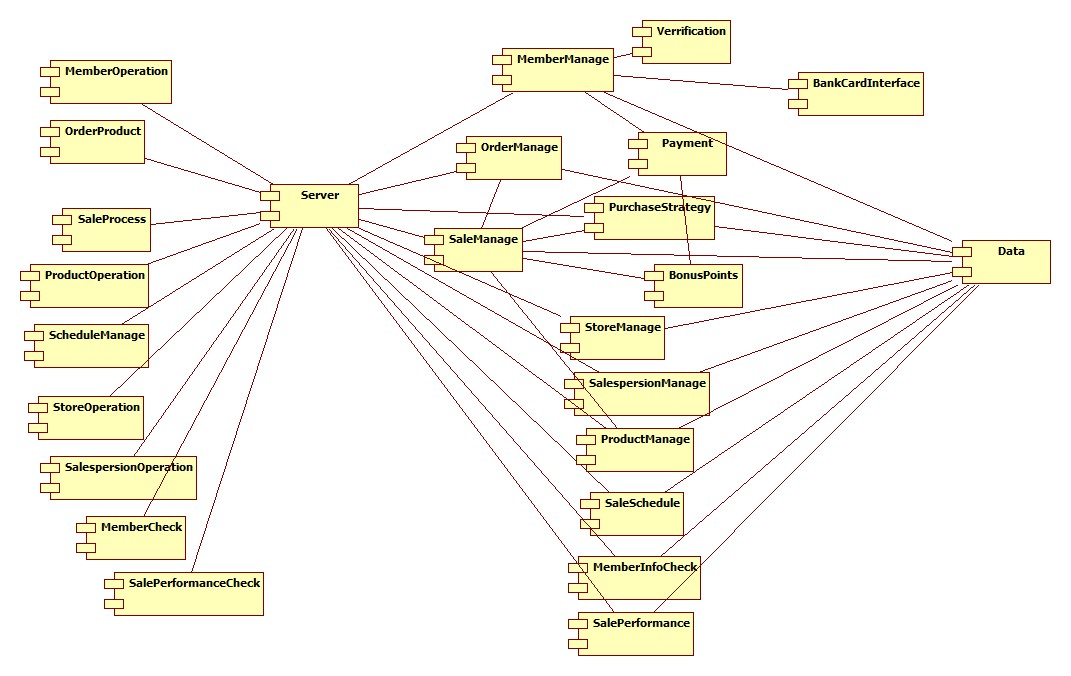 Verrification
MemberManage
MemberOperation
BankCardInterface
OrderProduct
OrderManage
Payment
Server
PurchaseStrategy
SaleProcess
SaleManage
Data
ProductOperation
BonusPoints
StoreManage
ScheduleManage
SalespersionManage
StoreOperation
ProductManage
SalespersionOperation
SaleSchedule
MemberCheck
MemberInfoCheck
SalePerformanceCheck
SalePerformance